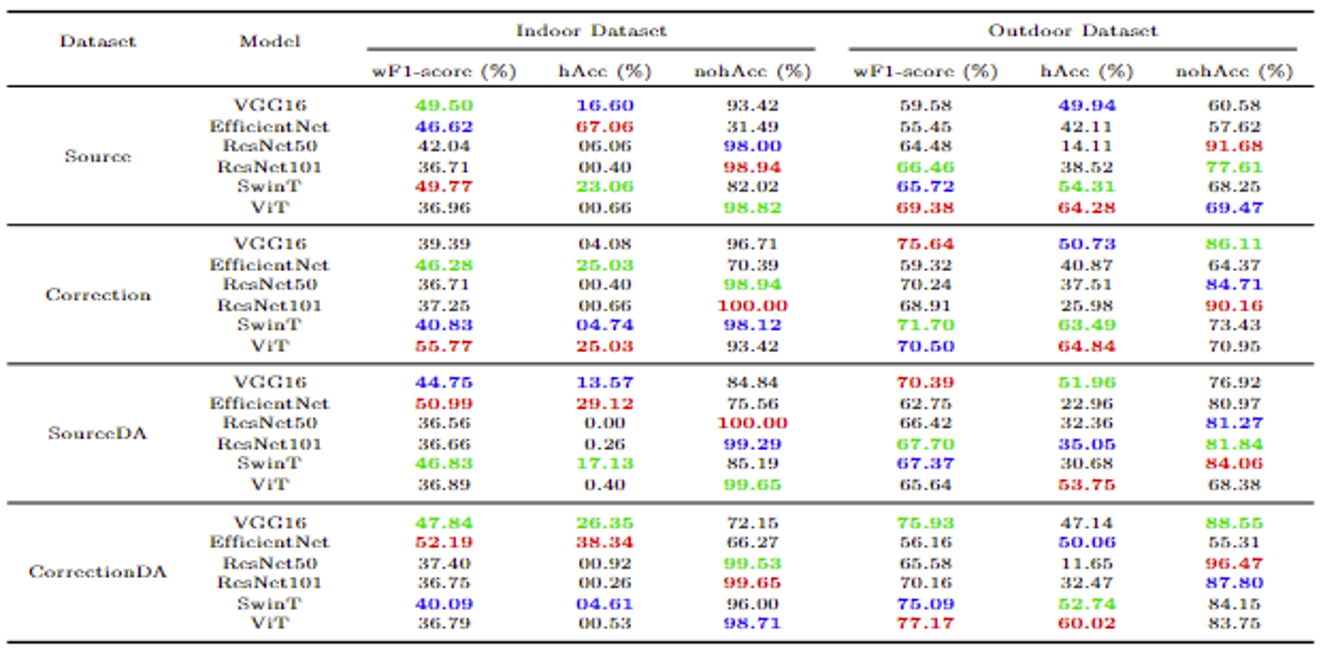 Dataset Model Indoor Dataset Outdoor Dataset
wF1-score (%) hAcc (%) nohAcc (%) wF1-score (%) hAcc (%) nohAcc (%)
VGG16 49.50 16.60 93.42 59.58 49.94 60.58
EfficientNet 46.62 67.06 31.49 55.45 42.11 57.62
Source ResNet50 42.04 06.06 98.00 64.48 14.11 91.68
ResNet101 36.71 00.40 98.94 66.46 38.52 77.61
SwinT 49.77 23.06 82.02 65.72 54.31 68.25
ViT 36.96 00.66 98.82 69.38 64.28 69.47
VGG16 39.39 04.08 96.71 75.64 50.73 86.11
EfficientNet 46.28 25.03 70.39 59.32 40.87 64.37
Correction ResNet50 36.71 00.40 98.94 70.24 37.51 84.71
ResNet101 37.25 00.66 100.00 68.91 25.98 90.16
SwinT 40.83 04.74 98.12 71.70 63.49 73.43
ViT 55.77 25.03 93.42 70.50 64.84 70.95
VGG16 44.75 13.57 84.84 70.39 51.96 76.92
EfficientNet 50.99 29.12 75.56 62.75 22.96 80.97
SourceDA ResNet50 36.56 0.00 100.00 66.42 32.36 81.27
ResNet101 36.66 0.26 99.29 67.70 35.05 81.84
SwinT 46.83 17.13 85.19 67.37 30.68 84.06
ViT 36.89 0.40 99.65 65.64 53.75 68.38
VGG16 47.84 26.35 72.15 75.93 47.14 88.55
EfficientNet 52.19 38.34 66.27 56.16 50.06 55.31
CorrectionDA ResNet50 37.40 00.92 99.53 65.58 11.65 96.47
ResNet101 36.75 00.26 99.65 70.16 32.47 87.80
SwinT 40.09 04.61 96.00 75.09 52.74 84.15
ViT 36.79 00.53 98.71 77.17 60.02 83.75